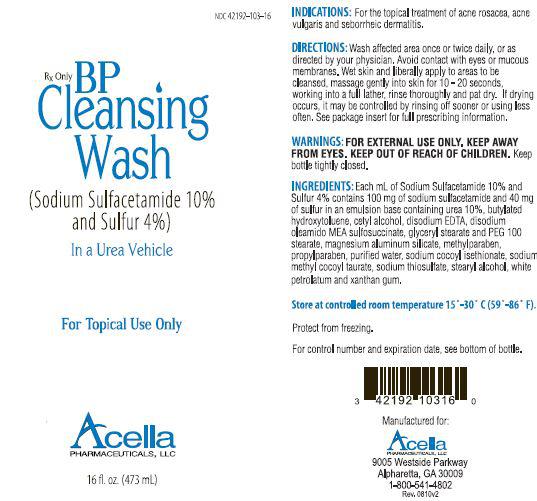 NDC 42192-103-16
Rx Only BP
Cleansing
Wash
(Sodium Sulfacetamide 10%
and Sulfur 4%)
In a Urea Vehicle
For Topical Use Only
Acella
PHARMACEUTICALS, LLC
16 fl. oz. (473 mL)
INDICATIONS: For the topical treatment of acne rosacea, acne
vulgaris and seborrheic dermatitis.
DIRECTIONS: Wash affected area once or twice daily, or as
directed by your physician. Avoid contact with eyes or mucous
membranes. Wet skin and liberally apply to areas to be
cleansed, massage gently into skin for 10 - 20 seconds,
working into a full lather, rinse thoroughly and pat dry. If drying
occurs, it may be controlled by rinsing off sooner or using less
often. See package insert for full prescribing information.
WARNINGS: FOR EXTERNAL USE ONLY. KEEP AWAY
FROM EYES. KEEP OUT OF REACH OF CHILDREN. Keep
bottle tightly closed.
INGREDIENTS: Each mL of Sodium Sulfacetamide 10% and
Sulfur 4% contains 100 mg of sodium sulfacetamide and 40 mg
of sulfur in an emulsion base containing urea 10%, butylated
hydroxytoluene, cetyl alcohol, disodium EDTA, disodium
oleamido MEA sulfosuccinate, glyceryl stearate and PEG 100
stearate, magnesium aluminum silicate, methylparaben,
propylparaben, purified water, sodium cocoyl isethionate, sodium
methyl cocoyl taurate, sodium thiosulfate, stearyl alcohol, white
petrolatum and xanthan gum.
Store at controlled room temperature 15°-30° C (59°-86° F).
Protect from freezing.
For control number and expiration date, see bottom of bottle.
3 42192 10316 0
Manufactured for:
Acella
PHARMACEUTICALS, LLC
9005 Westside Parkway
Alpharetta, GA 30009
1-800-541-4802
Rev. 0810v2